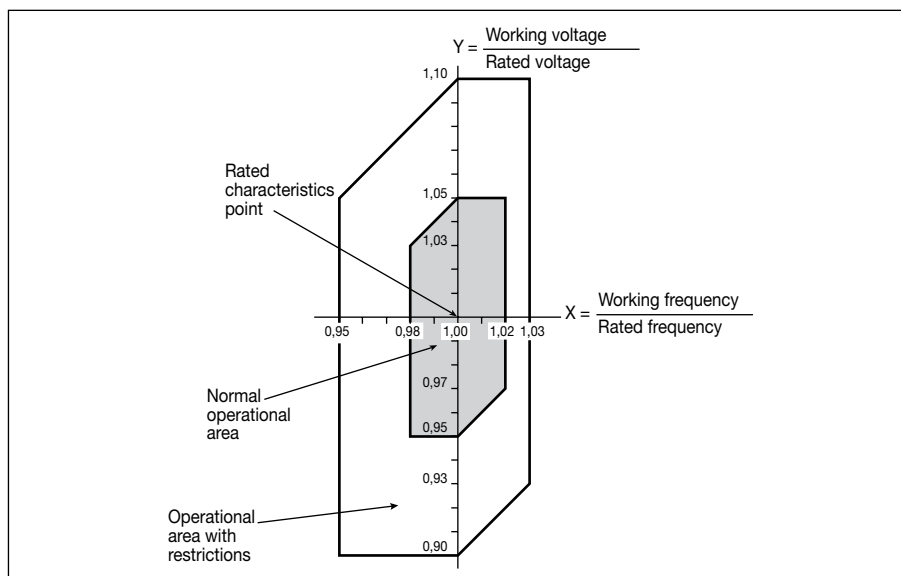 Y = Working voltage
Rated voltage
1,10
Rated
characteristics
point
1,05
1,03
X = Working frequency
Rated frequency
0,95
0,98
1,00
1,02
1,03
Normal
operational
area
0,97
0,95
0,93
Operational
area with
restrictions
0,90